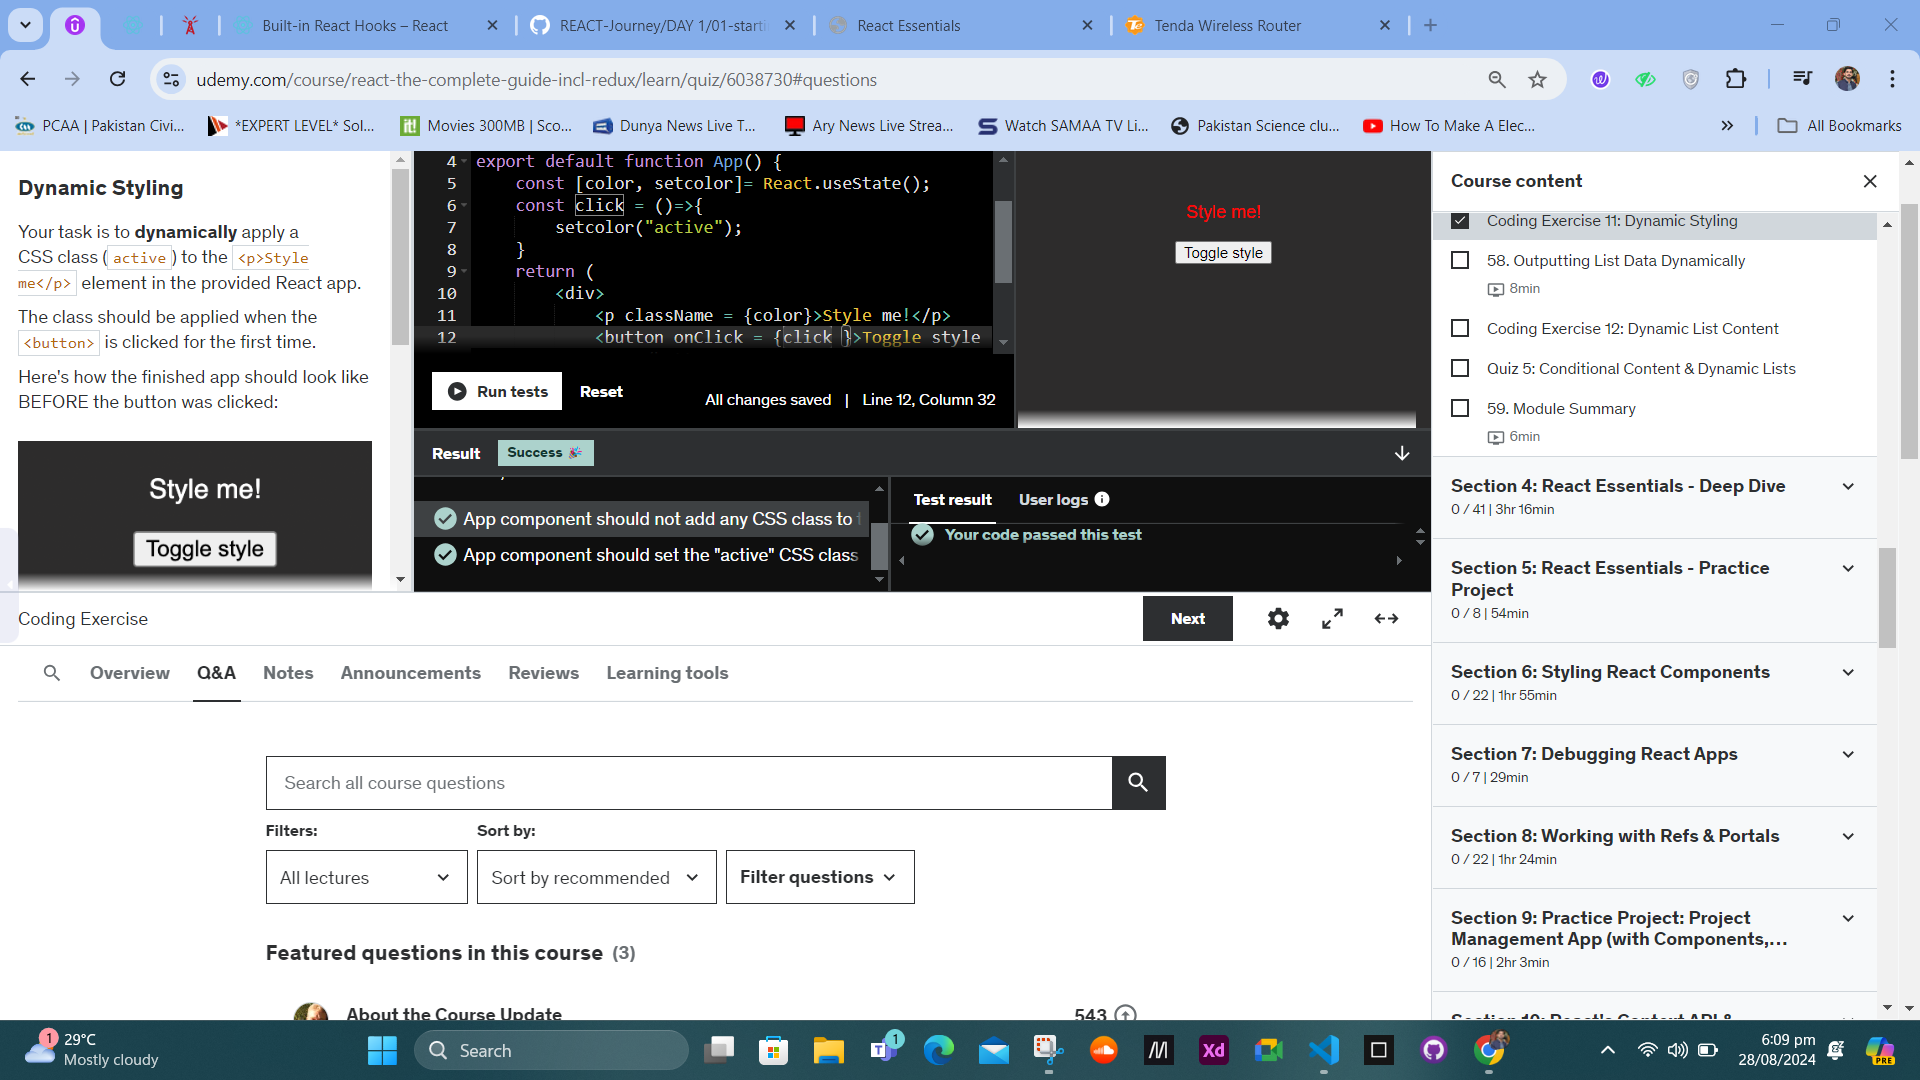 Built-in React Hooks – React
REACT-Journey/DAY 1/01-starti
React Essentials
Tenda Wireless Router
udemy.com/course/react-the-complete-guide-incl-redux/learn/quiz/6038730#questions
PCAA | Pakistan Civi...
*EXPERT LEVEL* Sol...
Movies 300MB | Sco...
Dunya News Live T...
Ary News Live Strea...
Watch SAMAA TV Li...
Pakistan Science clu...
How To Make A Elec...
All Bookmarks
Dynamic Styling
Your task is to dynamically apply a
CSS class (active) to the <p>Style
me</p> element in the provided React app.
The class should be applied when the
<button> is clicked for the first time.
Here's how the finished app should look like
BEFORE the button was clicked:
Style me!
Toggle style
4 export default function App() {
5 const [color, setcolor]= React.useState();
6 const click = ()=>{
7 setcolor("active");
8 }
9 return (
10 <div>
11 <p className = {color}>Style me!</p>
12 <button onClick = {click }>Toggle style
Run tests
Reset
All changes saved | Line 12, Column 32
Style me!
Toggle style
Result
Success
App component should not add any CSS class to
App component should set the "active" CSS class
Test result
User logs
Your code passed this test
Coding Exercise
Next
Overview
Q&A
Notes
Announcements
Reviews
Learning tools
Search all course questions
Filters:
Sort by:
All lectures
Sort by recommended
Filter questions
Featured questions in this course (3)
About the Course Update
543
Course content
Coding Exercise 11: Dynamic Styling
58. Outputting List Data Dynamically
8min
Coding Exercise 12: Dynamic List Content
Quiz 5: Conditional Content & Dynamic Lists
59. Module Summary
6min
Section 4: React Essentials - Deep Dive
0 / 41 | 3hr 16min
Section 5: React Essentials - Practice
Project
0 / 8 | 54min
Section 6: Styling React Components
0 / 22 | 1hr 55min
Section 7: Debugging React Apps
0 / 7 | 29min
Section 8: Working with Refs & Portals
0 / 22 | 1hr 24min
Section 9: Practice Project: Project
Management App (with Components,...
0 / 16 | 2hr 3min
Section 10: React's Context API &
1
29°C
Mostly cloudy
Search
1
Xd
6:09 pm
28/08/2024
PRE